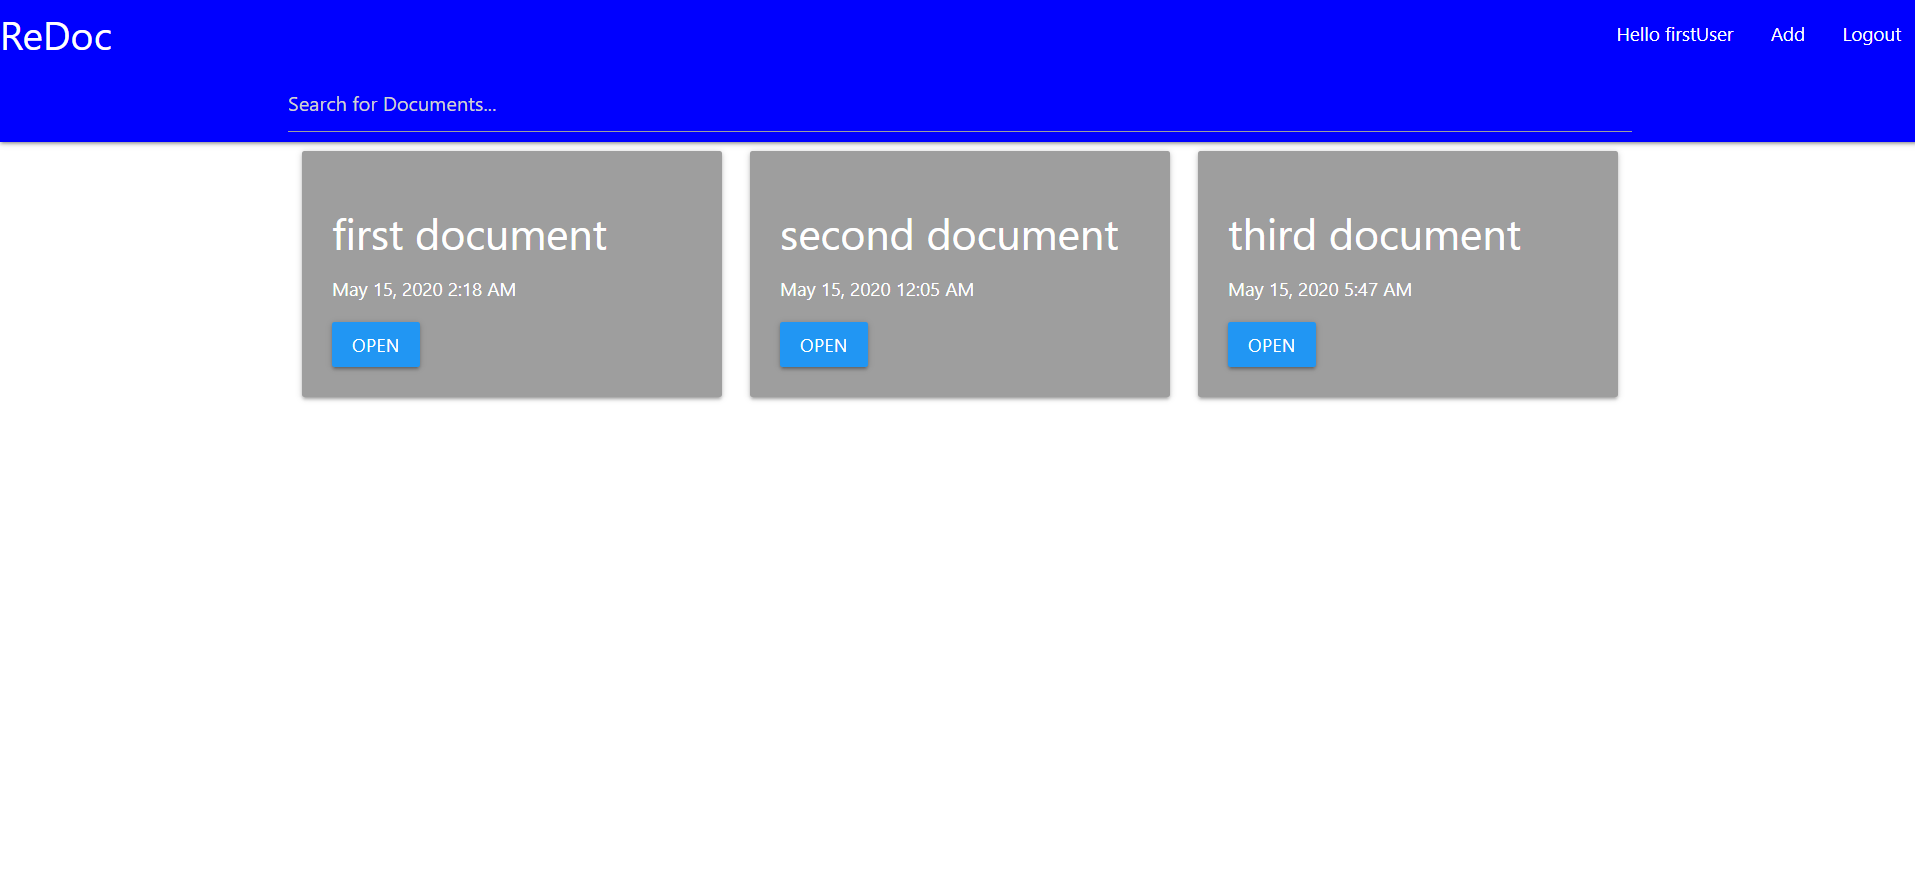 ReDoc
Hello firstUser
Add
Logout
Search for Documents...
first document
May 15, 2020 2:18 AM
OPEN
second document
May 15, 2020 12:05 AM
OPEN
third document
May 15, 2020 5:47 AM
OPEN